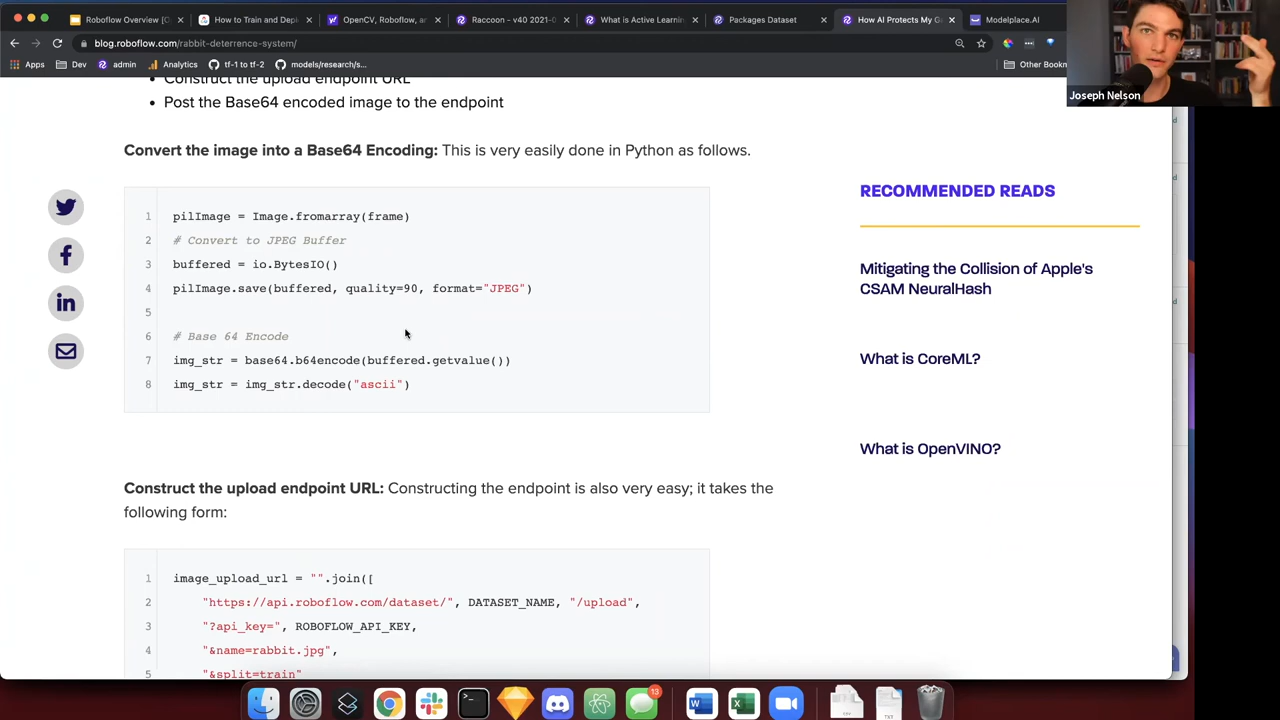 Roboflow Overview [O
How to Train and Depl
OpenCV, Roboflow, an
Raccoon - v40 2021-0
What is Active Learnin
Packages Dataset
How AI Protects My G
Modelplace.AI
blog.roboflow.com/rabbit-deterrence-system/
Apps
Dev
admin
Analytics
tf-1 to tf-2
models/research/s...
Other Bookn
Joseph Nelson
Construct the upload endpoint URL
Post the Base64 encoded image to the endpoint
Convert the image into a Base64 Encoding: This is very easily done in Python as follows.
1 pilImage = Image.fromarray(frame)
2 # Convert to JPEG Buffer
3 buffered = io.BytesIO()
4 pilImage.save(buffered, quality=90, format="JPEG")
5
6 # Base 64 Encode
7 img_str = base64.b64encode(buffered.getvalue())
8 img_str = img_str.decode("ascii")
Construct the upload endpoint URL: Constructing the endpoint is also very easy; it takes the
following form:
1 image_upload_url = "".join([
2 "https://api.roboflow.com/dataset/", DATASET_NAME, "/upload",
3 "?api_key=", ROBOFLOW_API_KEY,
4 "&name=rabbit.jpg",
5 "&split=train"
RECOMMENDED READS
Mitigating the Collision of Apple's
CSAM NeuralHash
What is CoreML?
What is OpenVINO?
13